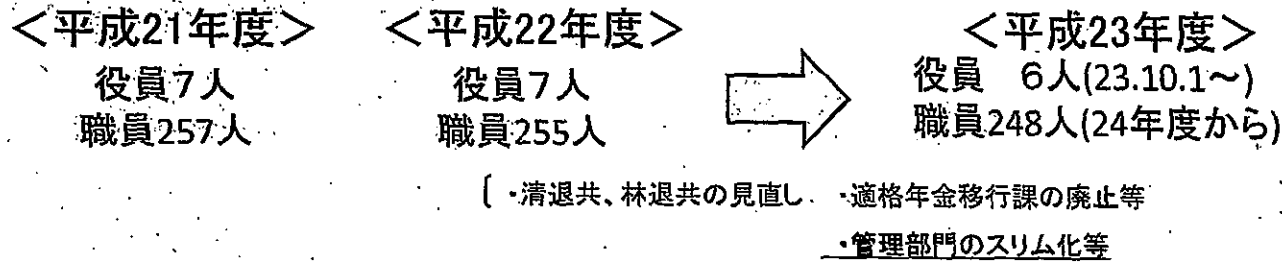 ＜平成21年度＞
役員7人
職員257人
＜平成22年度＞
役員7人
職員255人
＜平成23年度＞
役員　6人(23.10.1～)
職員248人(24年度から)
〔・清退共、林退共の見直し　・適格年金移行課の廃止等
・管理部門のスリム化等